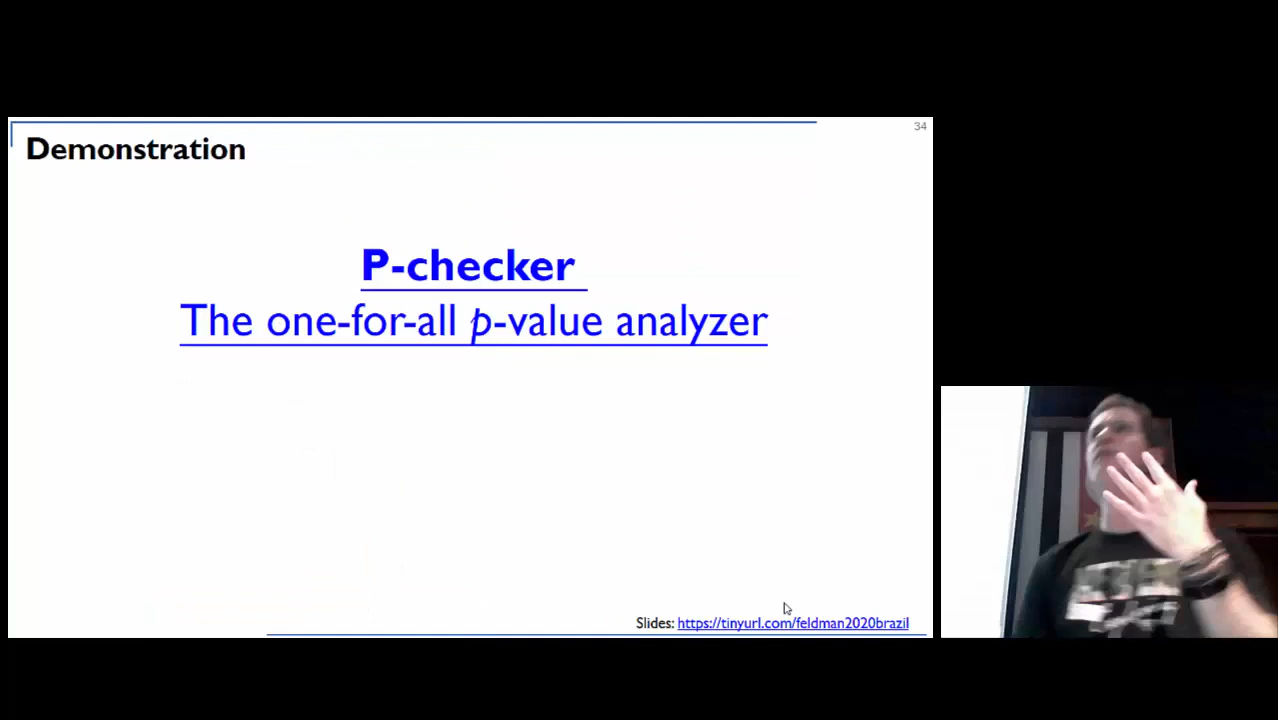 34
Demonstration
P-checker
The one-for-all p-value analyzer
Slides: https://tinyurl.com/feldman2020brazil